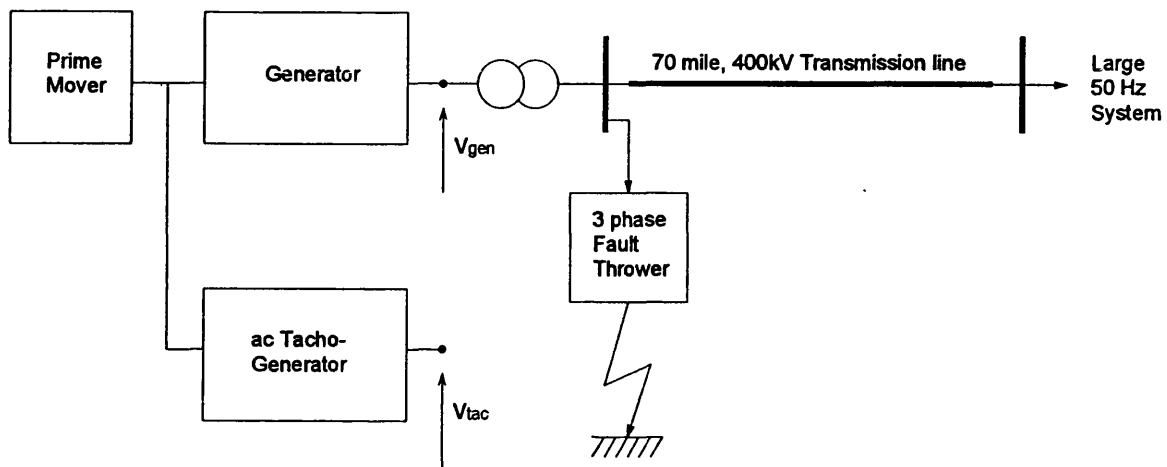 Prime
Mover
Generator
Vgen
70 mile, 400kV Transmission line
Large
50 Hz
System
3 phase
Fault
Thrower
ac Tacho-
Generator
Vtac